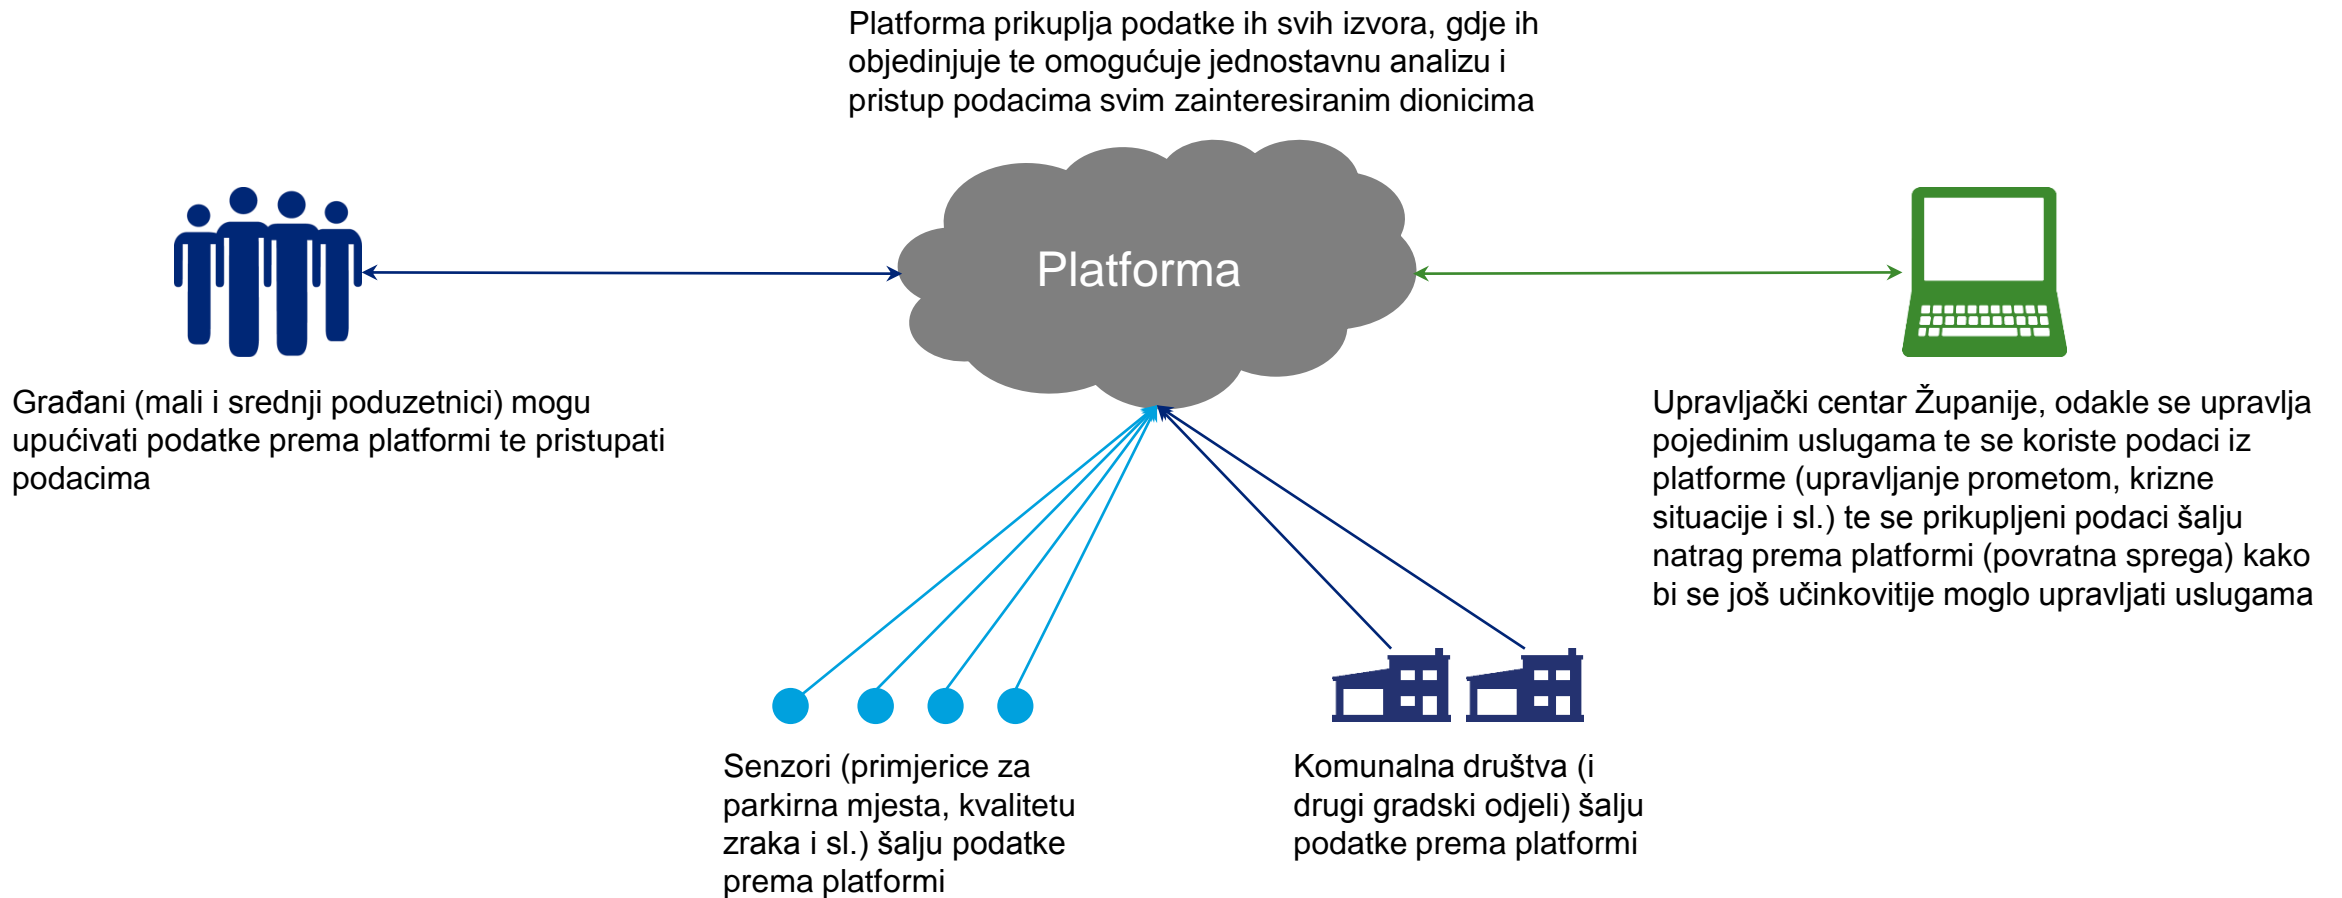 Platforma prikuplja podatke ih svih izvora, gdje ih
objedinjuje te omogućuje jednostavnu analizu i
pristup podacima svim zainteresiranim dionicima
Platforma
Građani (mali i srednji poduzetnici) mogu
upućivati podatke prema platformi te pristupati
podacima
Upravljački centar Županije, odakle se upravlja
pojedinim uslugama te se koriste podaci iz
platforme (upravljanje prometom, krizne
situacije i sl.) te se prikupljeni podaci šalju
natrag prema platformi (povratna sprega) kako
bi se još učinkovitije moglo upravljati uslugama
Senzori (primjerice za
parkirna mjesta, kvalitetu
zraka i sl.) šalju podatke
prema platformi
Komunalna društva (i
drugi gradski odjeli) šalju
podatke prema platformi